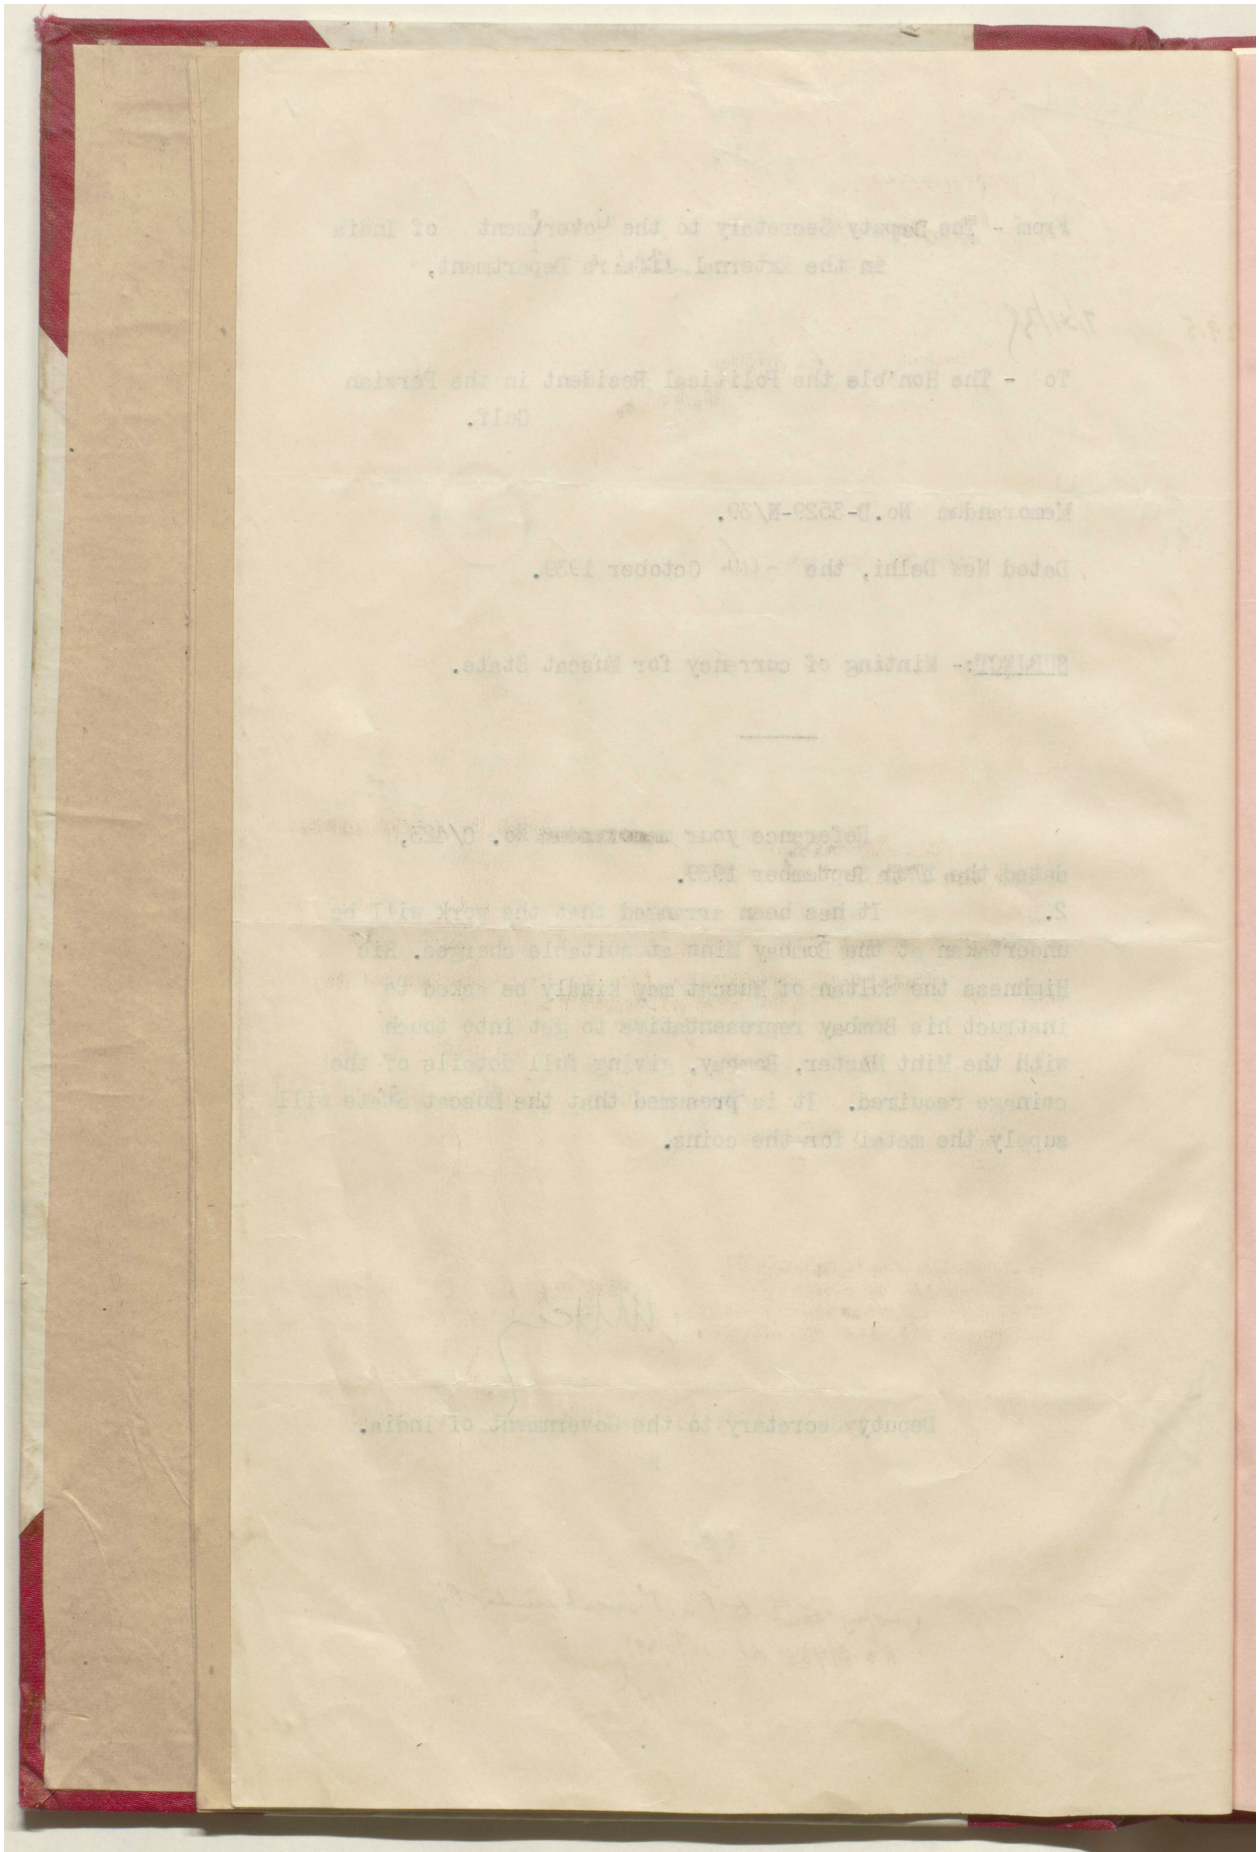 From - The Deputy Secretary to the Government of India
in the External Affairs Department,
To - The Hon'ble the Political Resident in the Persian
Gulf.
Memorandum No.D-3529-N/39.
Dated New Delhi, the October 1939.
SUBJECT:- Minting of currency for Muscat State.
Reference your memorandum No. C/423,
dated the September 1939.
2. It has been arranged that the work will be
undertaken at the Bombay Mint at suitable charges. His
Highness the Sultan of Muscat may kindly be asked to
instruct his Bombay representative to get into touch
with the Mint Master, Bombay, giving full details of the
coinage required. It is presumed that the Muscat State will
supply the metal for the coins.
Deputy Secretary to the Government of India.